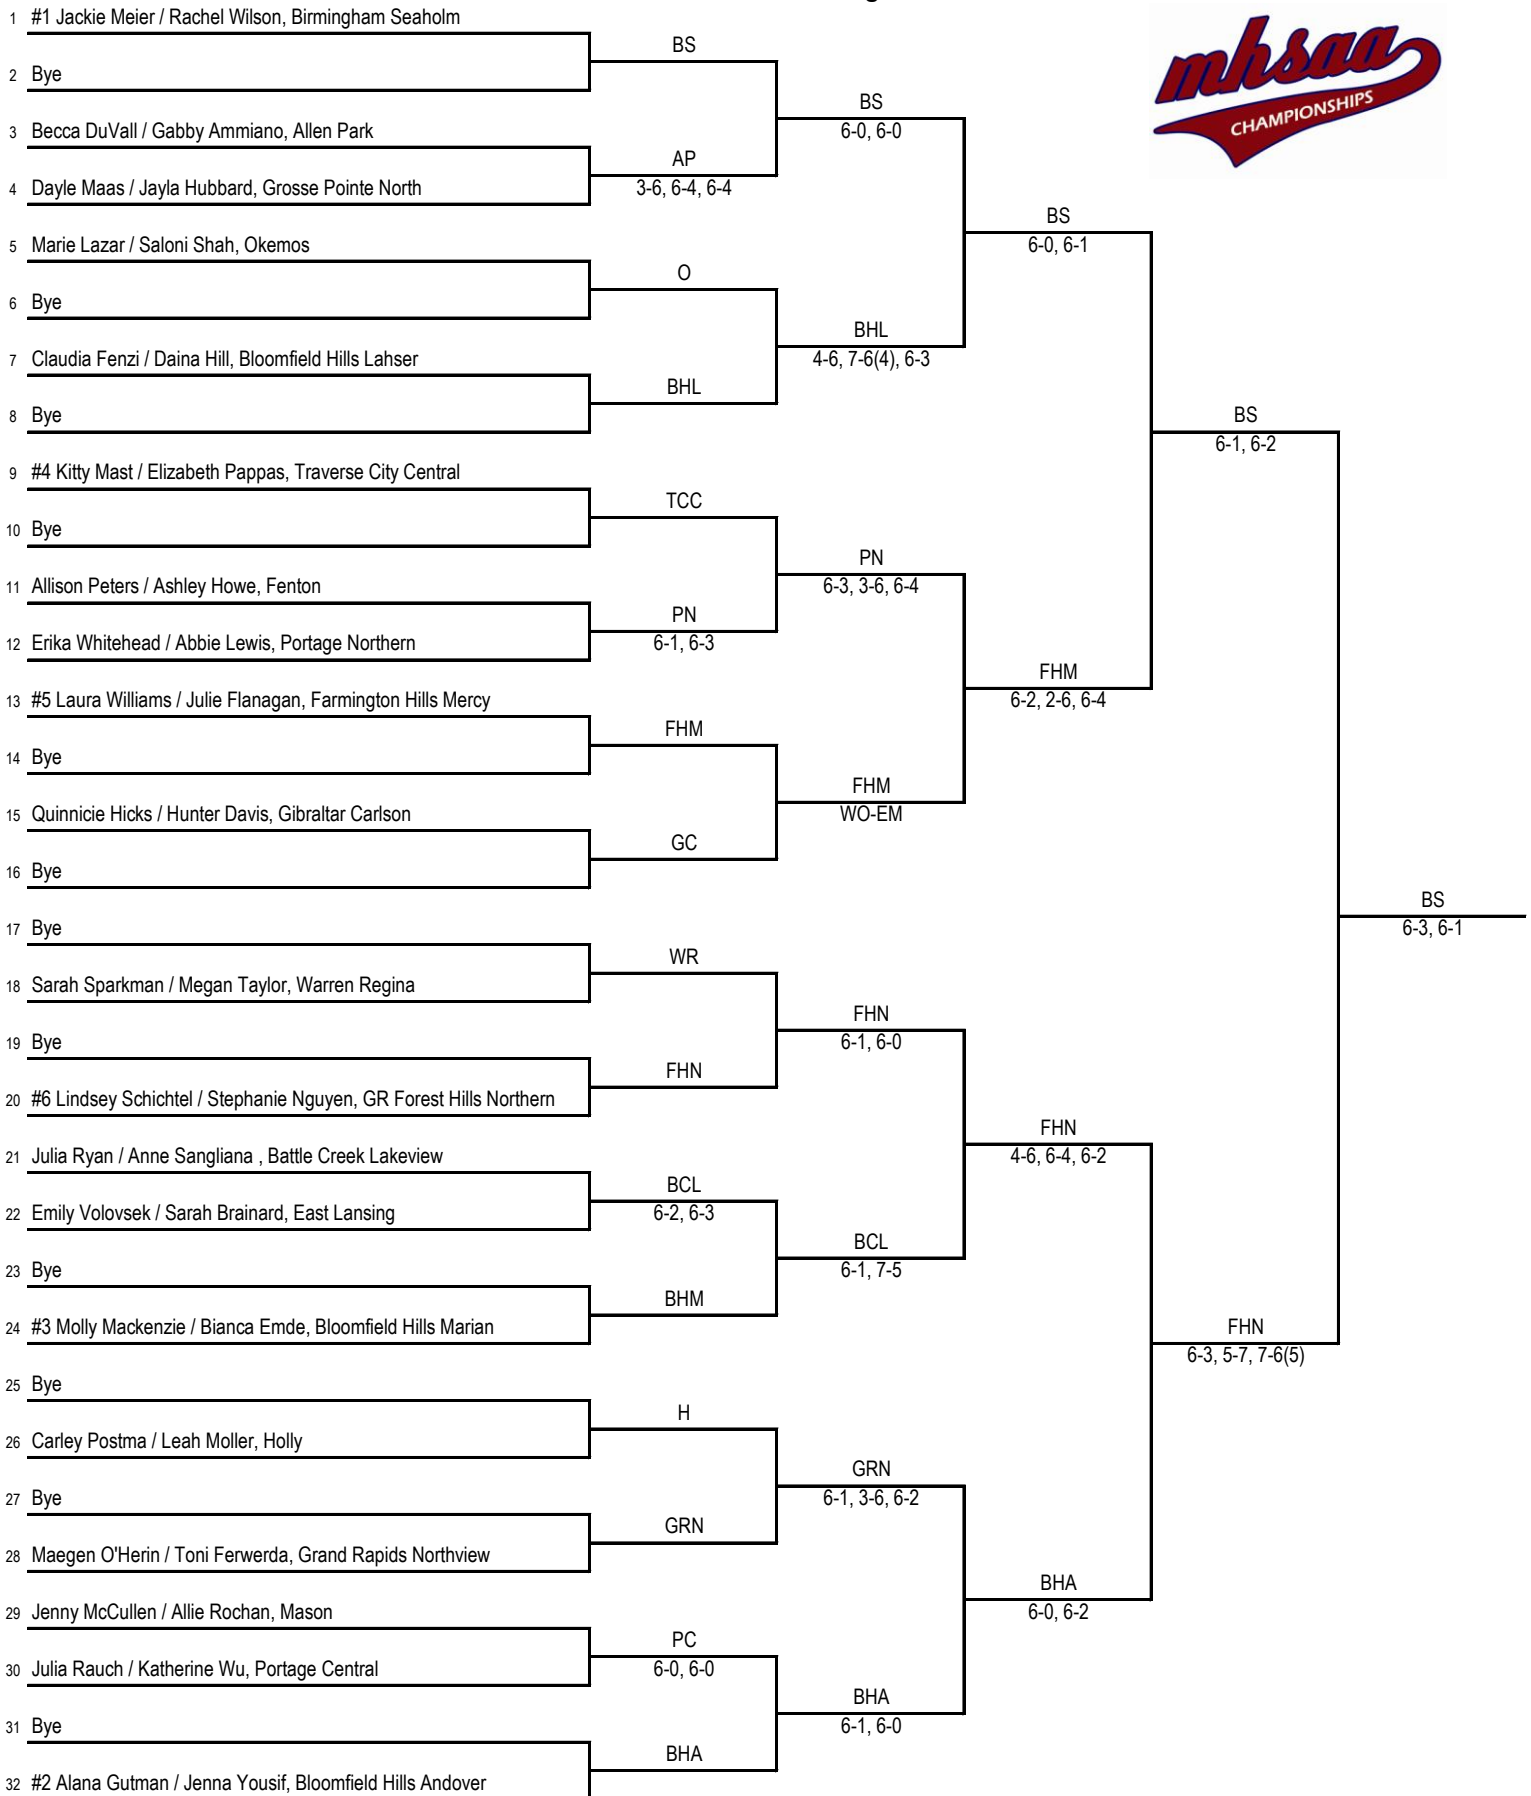 1 #1 Jackie Meier / Rachel Wilson, Birmingham Seaholm
BS
2 Bye
BS
6-0, 6-0
3 Becca DuVall / Gabby Ammiano, Allen Park
AP
3-6, 6-4, 6-4
4 Dayle Maas / Jayla Hubbard, Grosse Pointe North
BS
6-0, 6-1
5 Marie Lazar / Saloni Shah, Okemos
O
6 Bye
BHL
4-6, 7-6(4), 6-3
7 Claudia Fenzi / Daina Hill, Bloomfield Hills Lahser
BHL
8 Bye
BS
6-1, 6-2
9 #4 Kitty Mast / Elizabeth Pappas, Traverse City Central
TCC
10 Bye
PN
6-3, 3-6, 6-4
11 Allison Peters / Ashley Howe, Fenton
PN
6-1, 6-3
12 Erika Whitehead / Abbie Lewis, Portage Northern
FHM
6-2, 2-6, 6-4
13 #5 Laura Williams / Julie Flanagan, Farmington Hills Mercy
FHM
14 Bye
FHM
WO-EM
15 Quinnicie Hicks / Hunter Davis, Gibraltar Carlson
GC
16 Bye
BS
6-3, 6-1
17 Bye
WR
18 Sarah Sparkman / Megan Taylor, Warren Regina
FHN
6-1, 6-0
19 Bye
FHN
20 #6 Lindsey Schichtel / Stephanie Nguyen, GR Forest Hills Northern
FHN
4-6, 6-4, 6-2
21 Julia Ryan / Anne Sangliana , Battle Creek Lakeview
BCL
6-2, 6-3
22 Emily Volovsek / Sarah Brainard, East Lansing
BCL
6-1, 7-5
23 Bye
BHM
24 #3 Molly Mackenzie / Bianca Emde, Bloomfield Hills Marian
FHN
6-3, 5-7, 7-6(5)
25 Bye
H
26 Carley Postma / Leah Moller, Holly
GRN
6-1, 3-6, 6-2
27 Bye
GRN
28 Maegen O'Herin / Toni Ferwerda, Grand Rapids Northview
BHA
6-0, 6-2
29 Jenny McCullen / Allie Rochan, Mason
PC
6-0, 6-0
30 Julia Rauch / Katherine Wu, Portage Central
BHA
6-1, 6-0
31 Bye
BHA
32 #2 Alana Gutman / Jenna Yousif, Bloomfield Hills Andover
mhsaa
CHAMPIONSHIPS